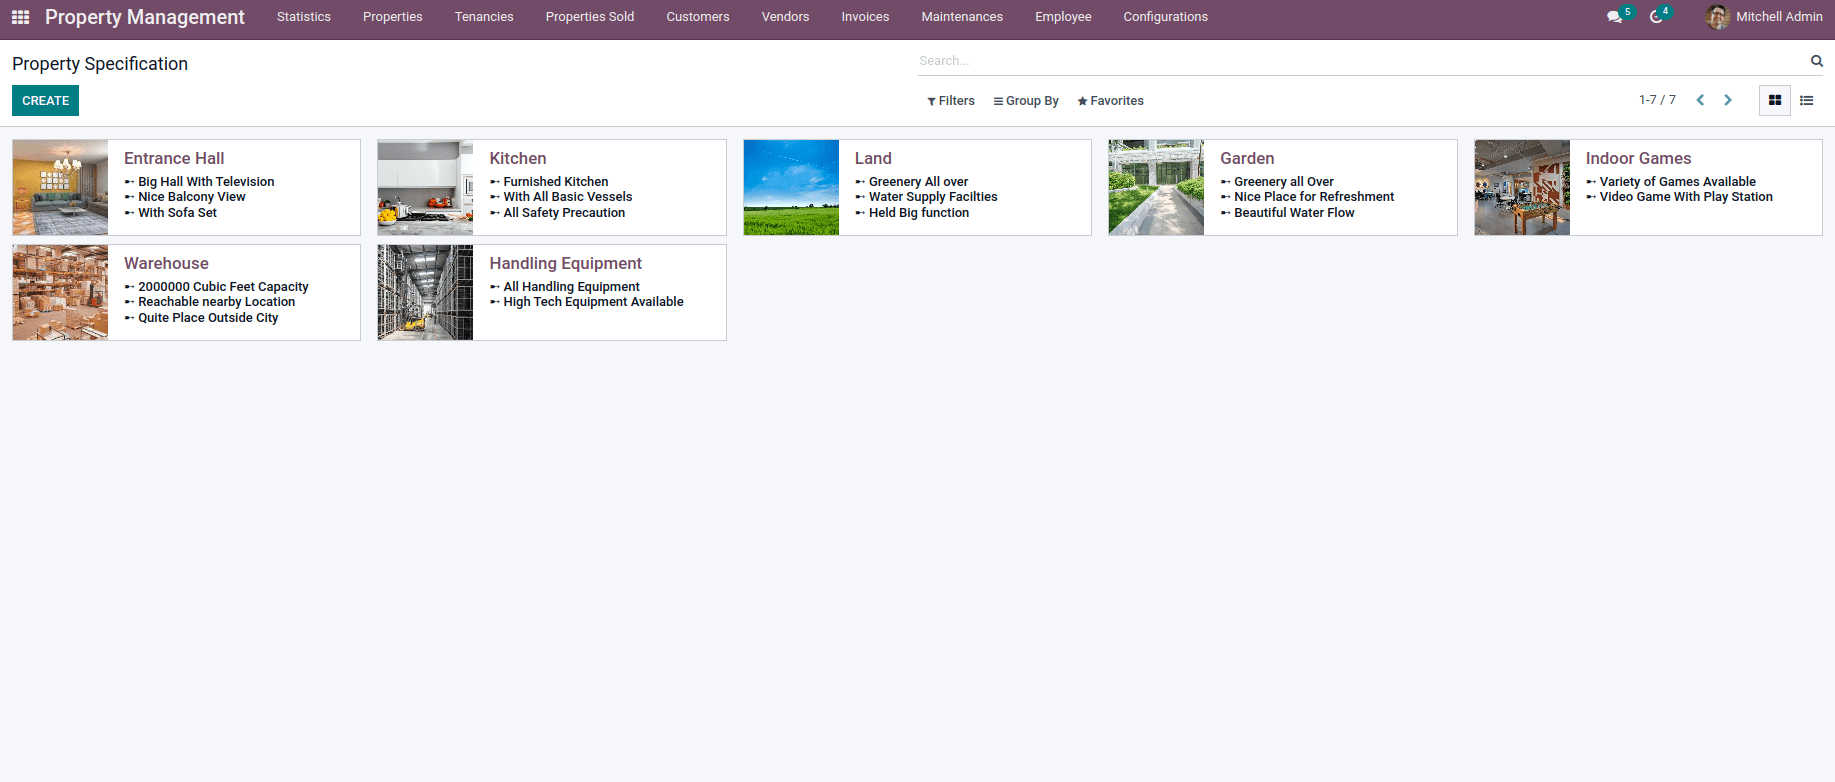 Property Management
Statistics
Properties
Tenancies
Properties Sold
Customers
Vendors
Invoices
Maintenances
Employee
Configurations
5
4
Mitchell Admin
Property Specification
Search...
CREATE
Filters
Group By
Favorites
1-7 / 7
Entrance Hall
➸ Big Hall With Television
➸ Nice Balcony View
➸ With Sofa Set
Kitchen
➸ Furnished Kitchen
➸ With All Basic Vessels
➸ All Safety Precaution
Land
➸ Greenery All over
➸ Water Supply Facilties
➸ Held Big function
Garden
➸ Greenery all Over
➸ Nice Place for Refreshment
➸ Beautiful Water Flow
Indoor Games
➸ Variety of Games Available
➸ Video Game With Play Station
Warehouse
➸ 2000000 Cubic Feet Capacity
➸ Reachable nearby Location
➸ Quite Place Outside City
Handling Equipment
➸ All Handling Equipment
➸ High Tech Equipment Available